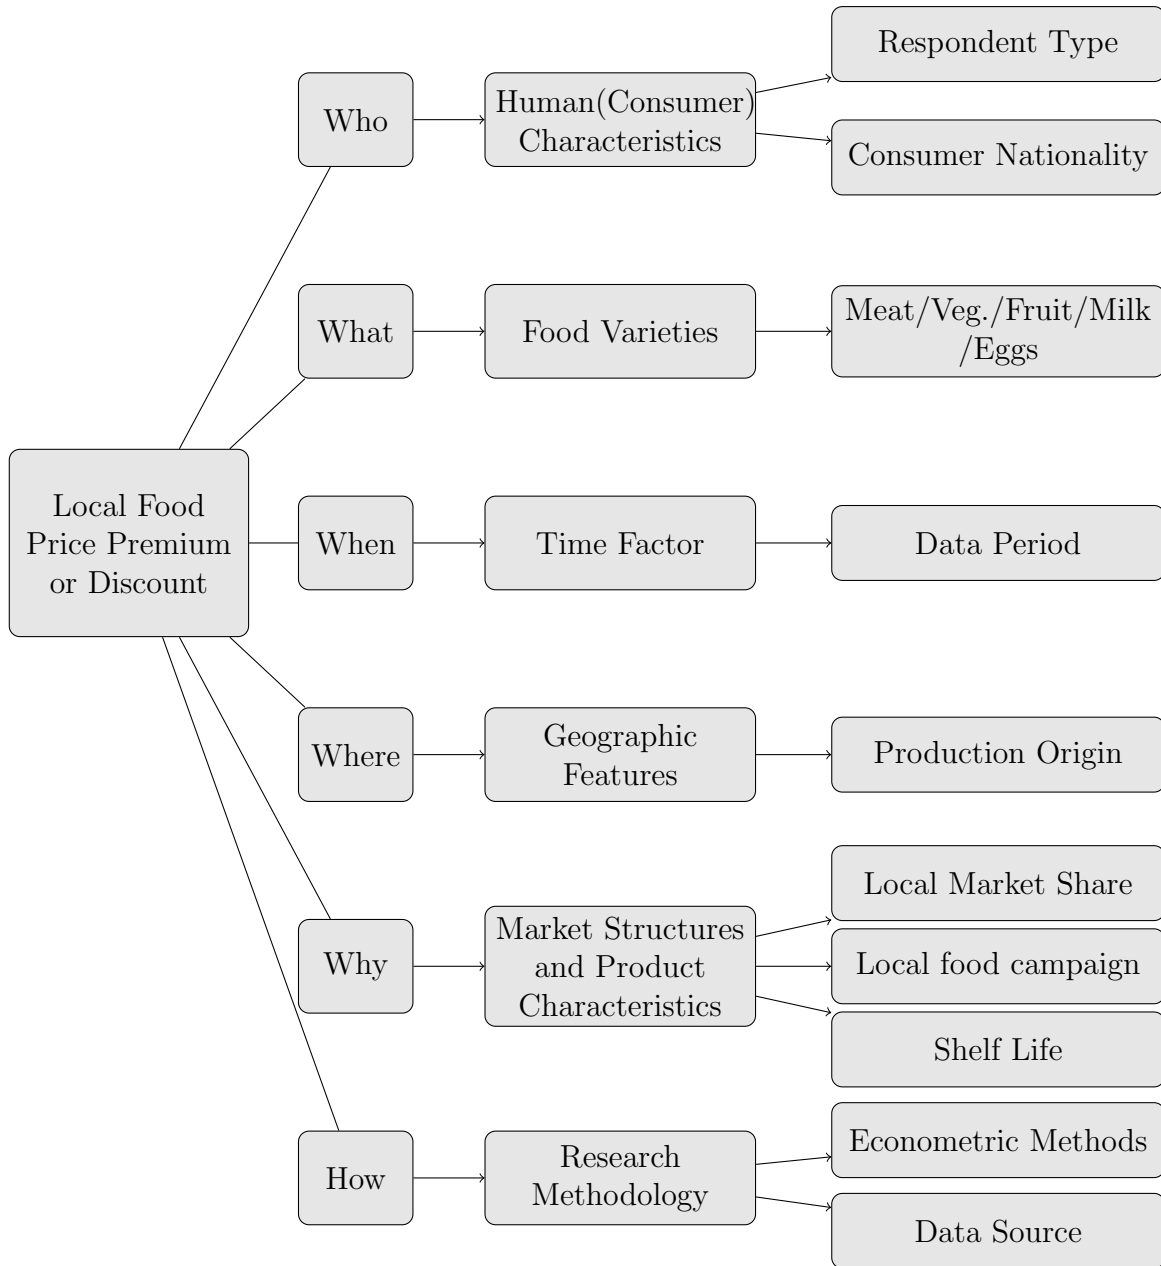 Respondent Type
Who
Human(Consumer)
Characteristics
Consumer Nationality
What
Food Varieties
Meat/Veg./Fruit/Milk
/Eggs
Local Food
Price Premium
or Discount
When
Time Factor
Data Period
Where
Geographic
Features
Production Origin
Local Market Share
Why
Market Structures
and Product
Characteristics
Local food campaign
Shelf Life
How
Research
Methodology
Econometric Methods
Data Source